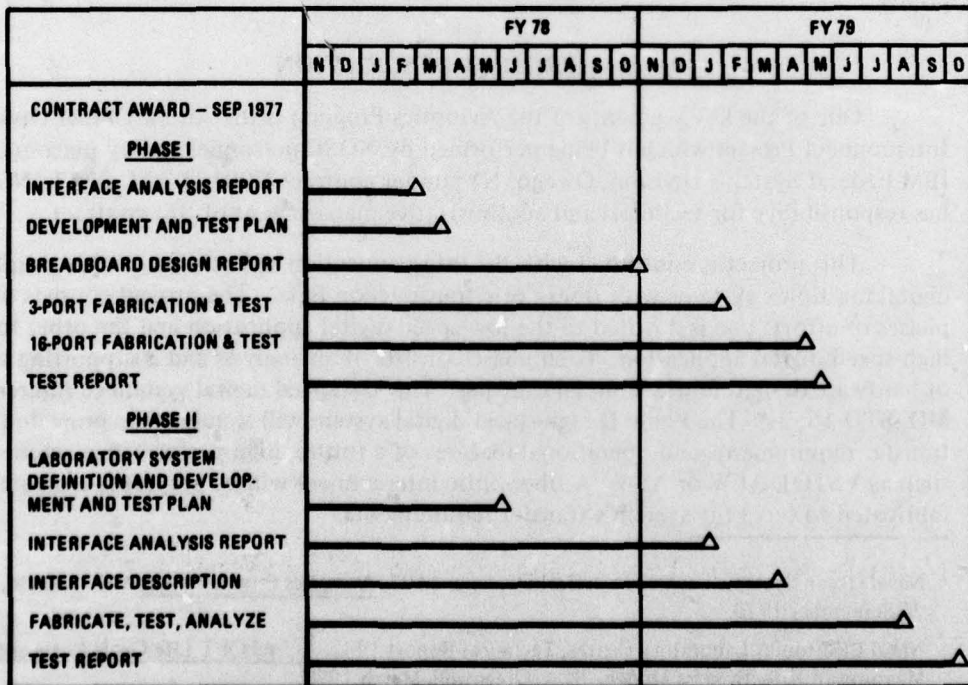 FY 78 FY 79
N D J F M A M J J A S O N D J F M A M J J A S O
CONTRACT AWARD – SEP 1977
PHASE I
INTERFACE ANALYSIS REPORT
DEVELOPMENT AND TEST PLAN
BREADBOARD DESIGN REPORT
3-PORT FABRICATION & TEST
16-PORT FABRICATION & TEST
TEST REPORT
PHASE II
LABORATORY SYSTEM
DEFINITION AND DEVELOP-
MENT AND TEST PLAN
INTERFACE ANALYSIS REPORT
INTERFACE DESCRIPTION
FABRICATE, TEST, ANALYZE
TEST REPORT